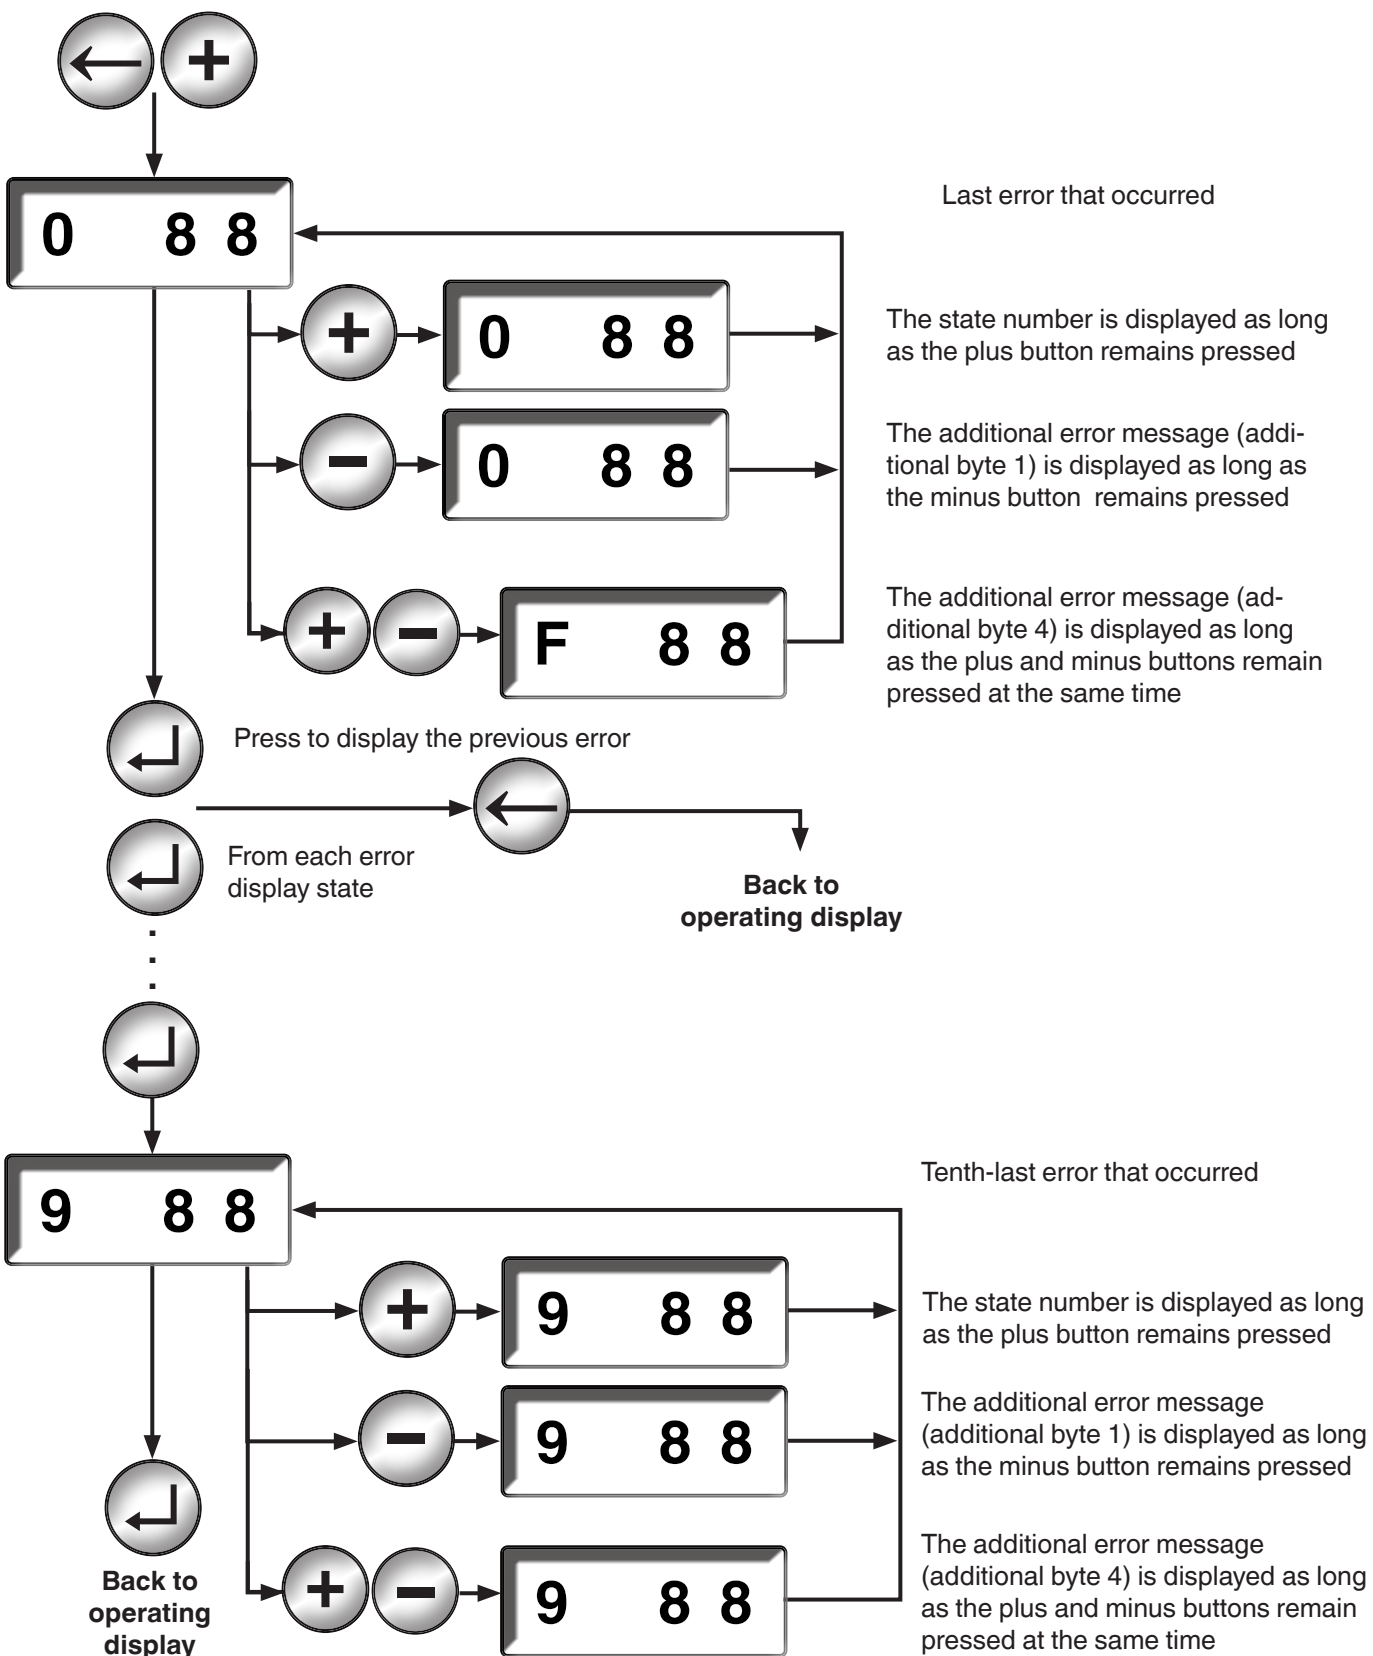 0 8 8
Last error that occurred
0 8 8
The state number is displayed as long
as the plus button remains pressed
0 8 8
The additional error message (addi-
tional byte 1) is displayed as long as
the minus button remains pressed
F 8 8
The additional error message (ad-
ditional byte 4) is displayed as long
as the plus and minus buttons remain
pressed at the same time
Press to display the previous error
From each error
display state
Back to
operating display
9 8 8
Tenth-last error that occurred
9 8 8
The state number is displayed as long
as the plus button remains pressed
9 8 8
The additional error message
(additional byte 1) is displayed as long
as the minus button remains pressed
9 8 8
The additional error message
(additional byte 4) is displayed as long
as the plus and minus buttons remain
pressed at the same time
Back to
operating
display